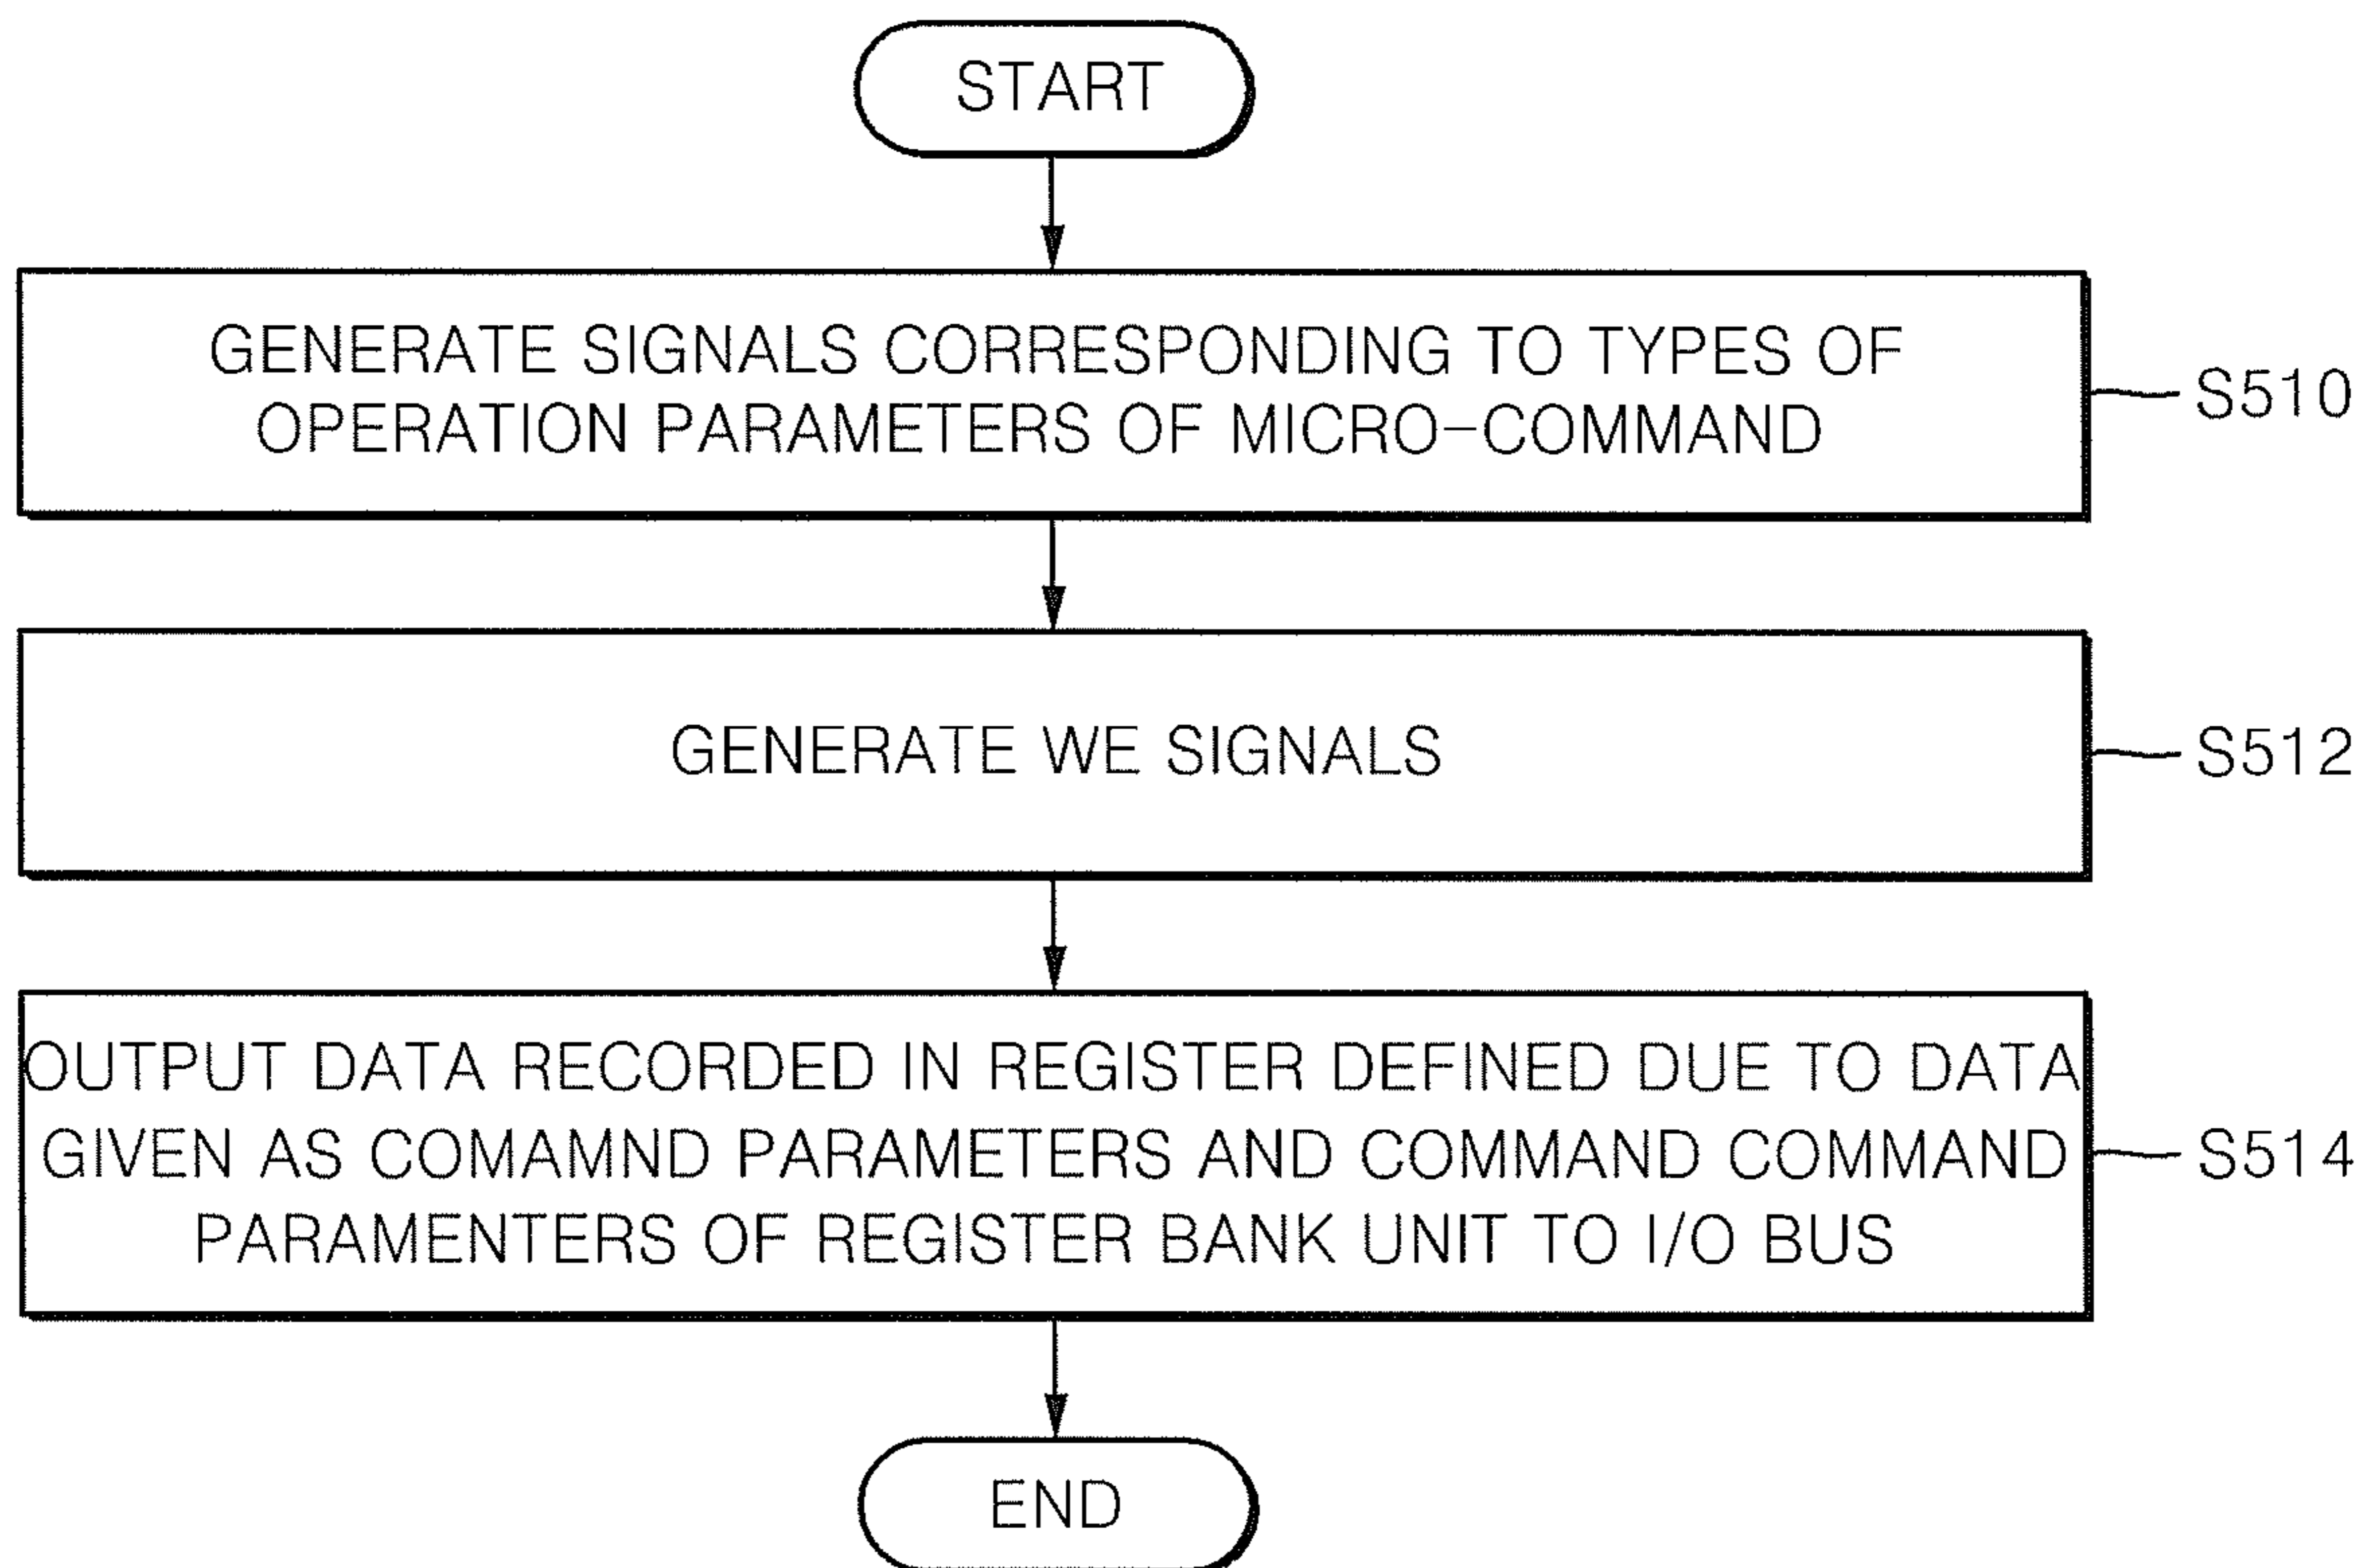 START
GENERATE SIGNALS CORRESPONDING TO TYPES OF
OPERATION PARAMETERS OF MICRO-COMMAND
S510
GENERATE WE SIGNALS
S512
OUTPUT DATA RECORDED IN REGISTER DEFINED DUE TO DATA
GIVEN AS COMAMND PARAMETERS AND COMMAND COMMAND
PARAMENTERS OF REGISTER BANK UNIT TO I/O BUS
S514
END